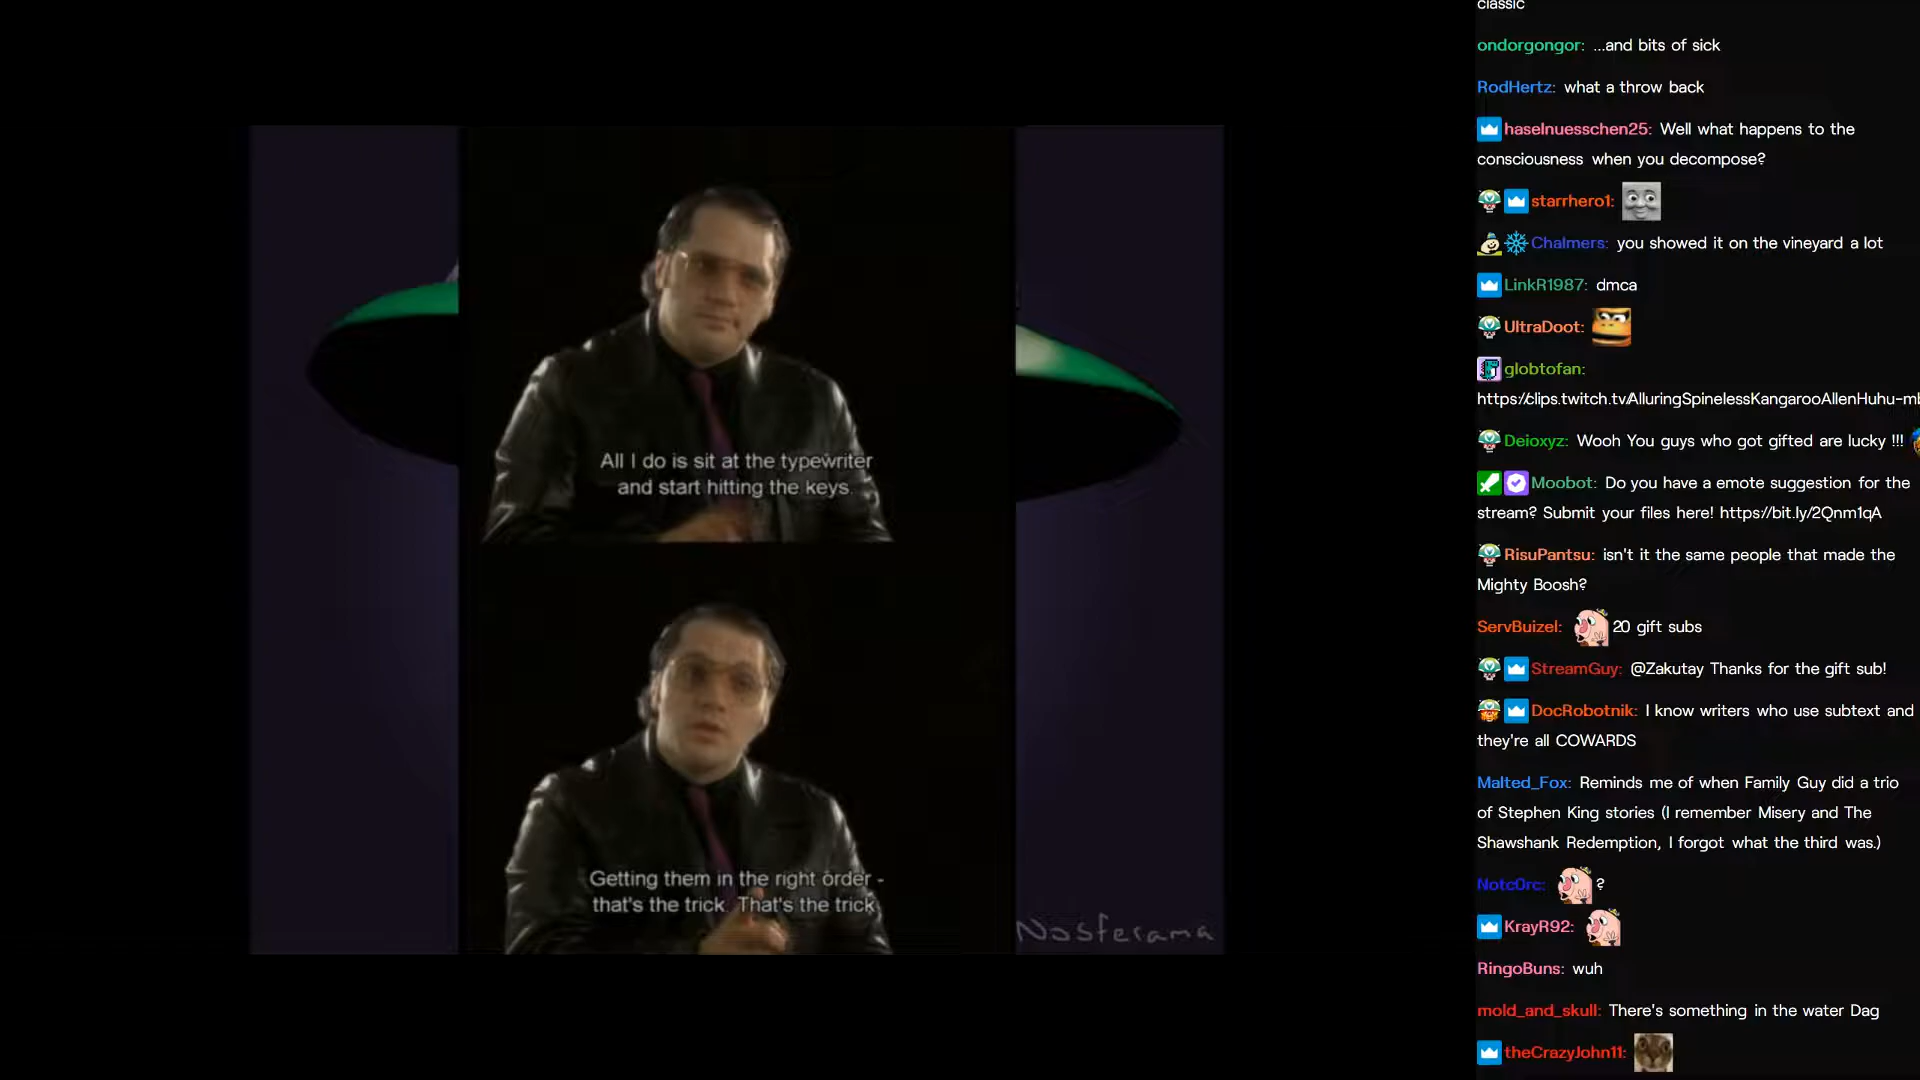 All I do is sit at the typewriter
and start hitting the keys.
Getting them in the right order -
that's the trick. That's the trick
Nosferama
classic
ondorgongor: ...and bits of sick
RodHertz: what a throw back
haselnuesschen25: Well what happens to the
consciousness when you decompose?
starrhero1:
Chalmers: you showed it on the vineyard a lot
LinkR1987: dmca
UltraDoot:
globtofan:
https://clips.twitch.tv/AlluringSpinelessKangarooAllenHuhu-mb
Deioxyz: Wooh You guys who got gifted are lucky !!!
Moobot: Do you have a emote suggestion for the
stream? Submit your files here! https://bit.ly/2Qnm1qA
RisuPantsu: isn't it the same people that made the
Mighty Boosh?
ServBuizel: 20 gift subs
StreamGuy: @Zakutay Thanks for the gift sub!
DocRobotnik: I know writers who use subtext and
they're all COWARDS
Malted_Fox: Reminds me of when Family Guy did a trio
of Stephen King stories (I remember Misery and The
Shawshank Redemption, I forgot what the third was.)
Notc0rc: ?
KrayR92:
RingoBuns: wuh
mold_and_skull: There's something in the water Dag
theCrazyJohn11: